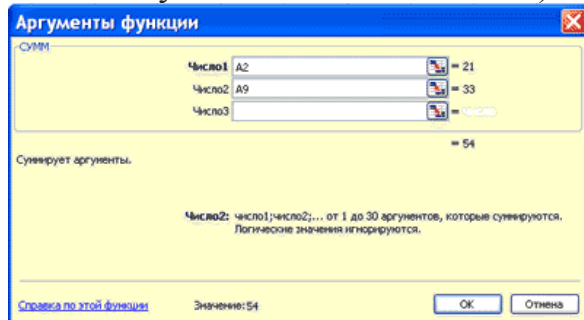 Аргументы функции
СУММ
Число1 A2 = 21
Число2 A9 = 33
Число3 =
= 54
Суммирует аргументы.
Число2: число1;число2;... от 1 до 30 аргументов, которые суммируются.
Логические значения игнорируются.
Справка по этой функции Значение:54 ОК Отмена